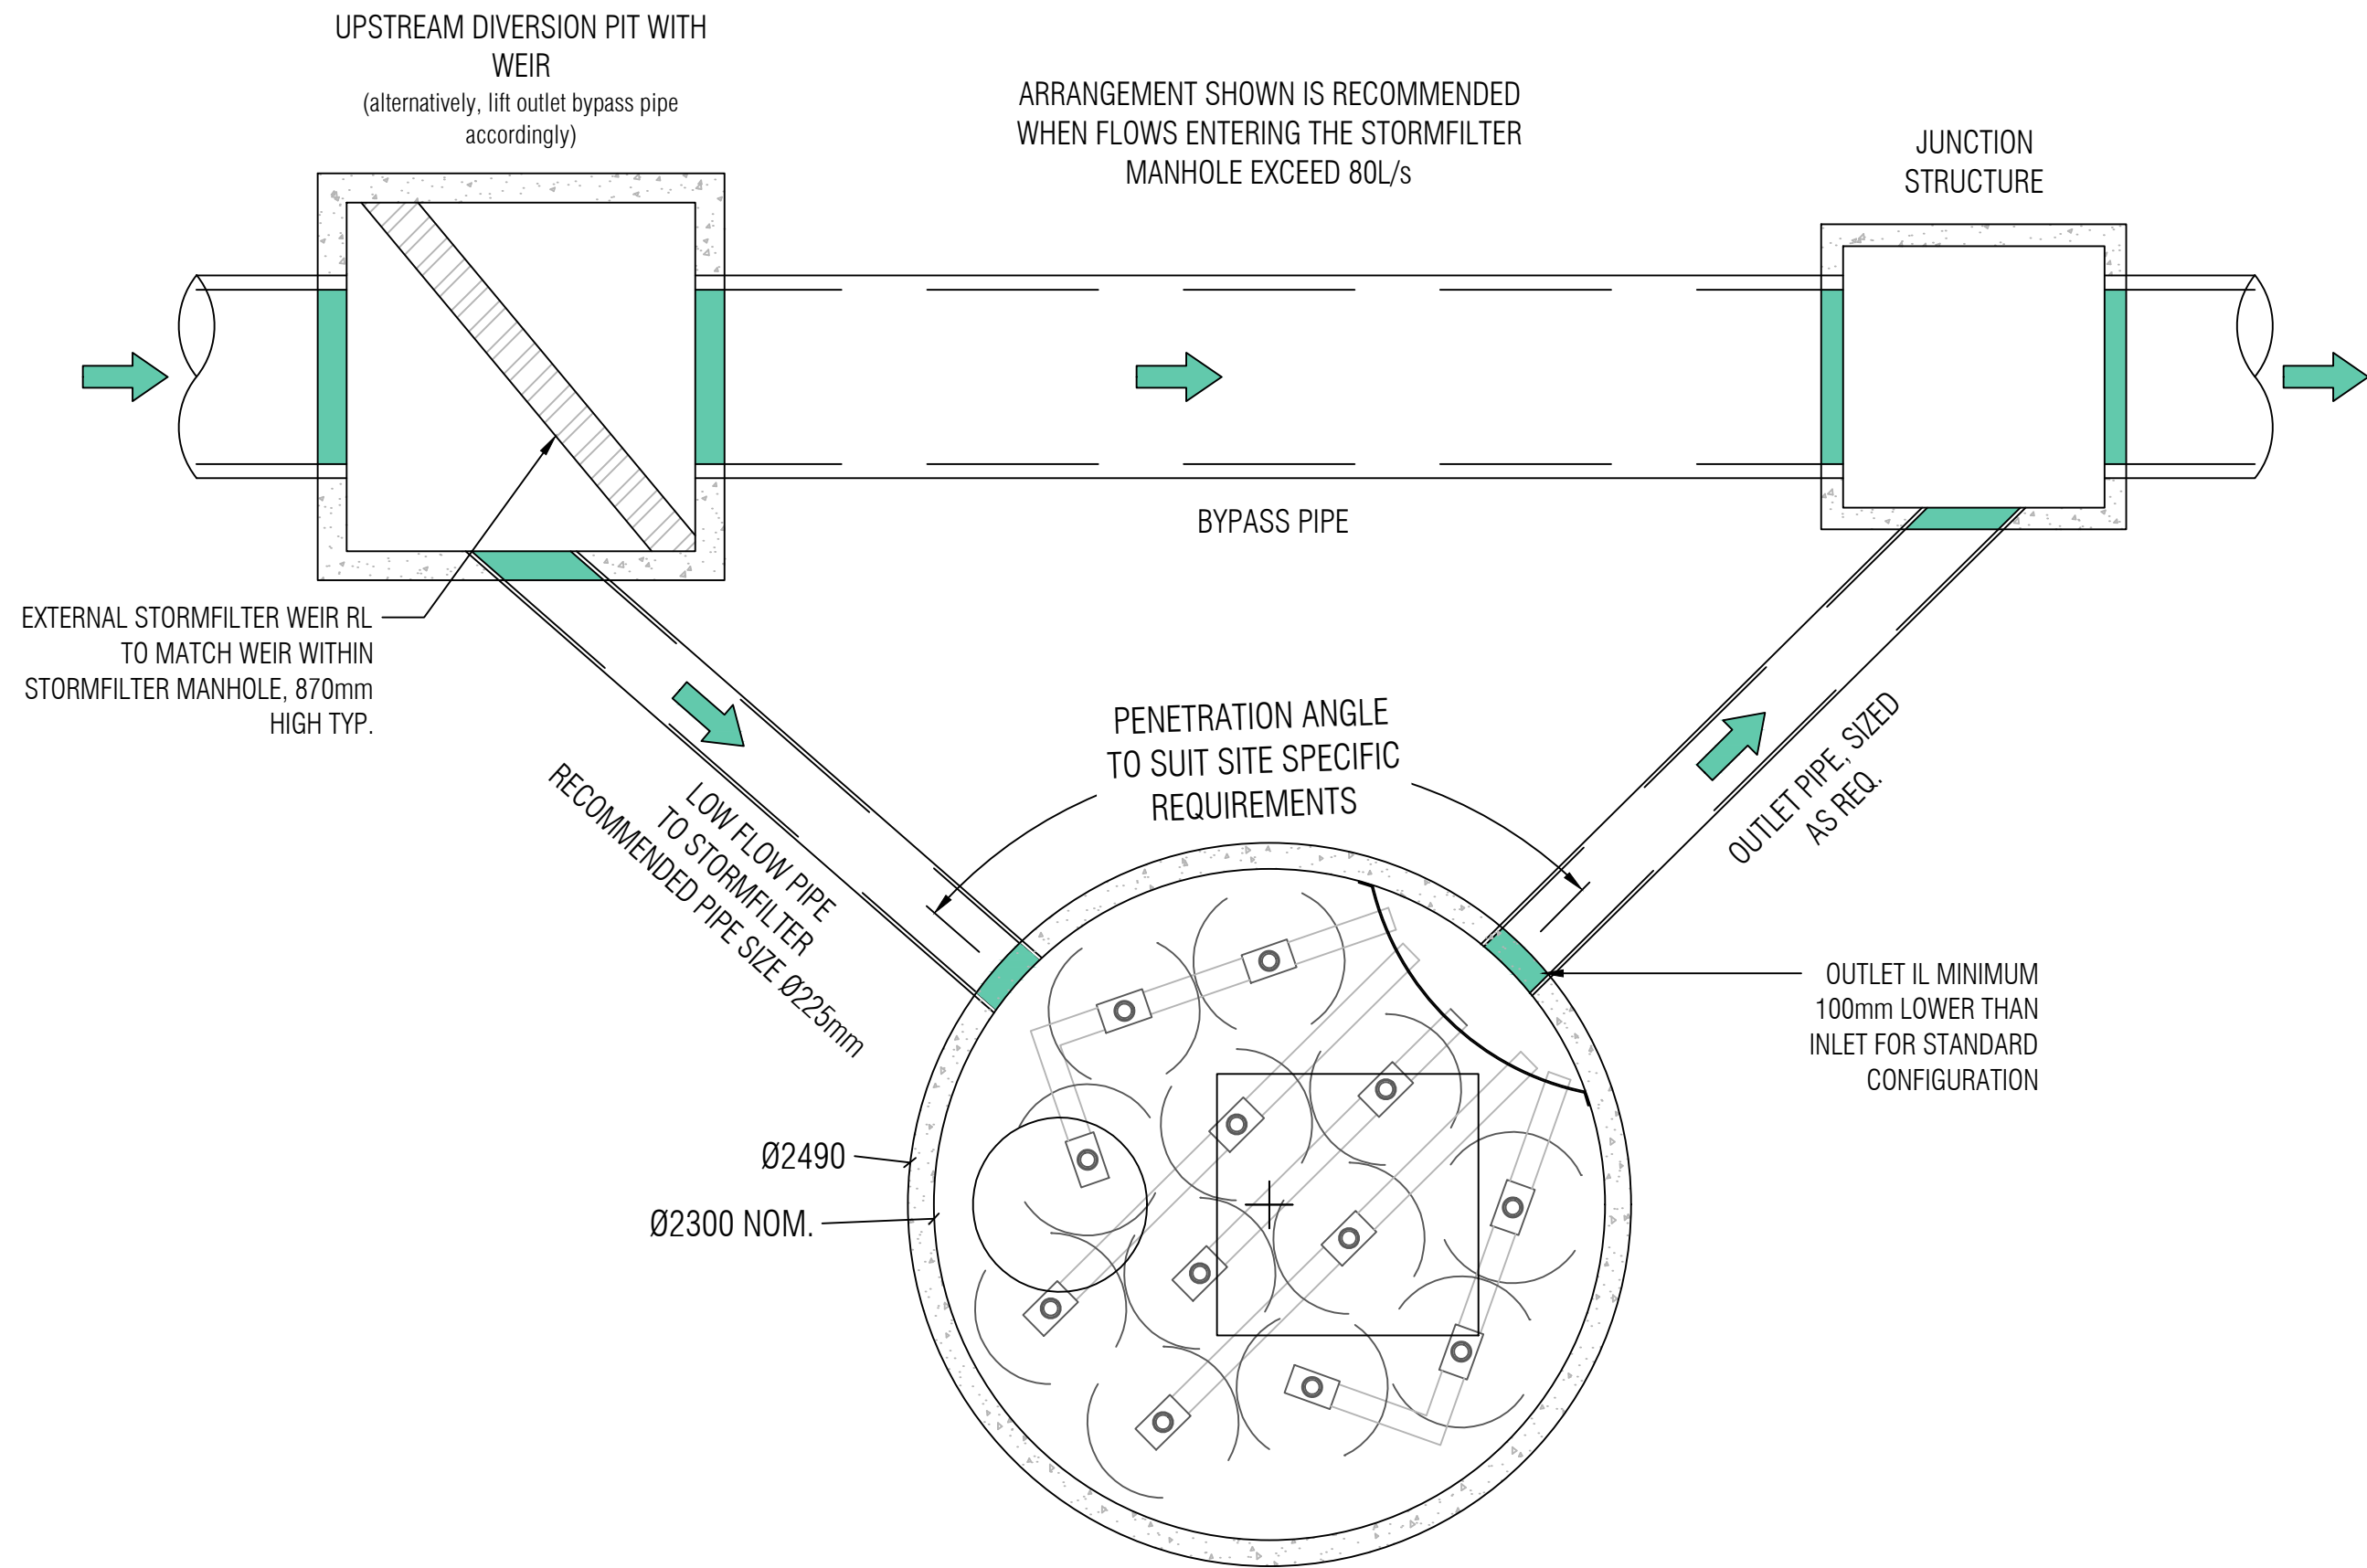 UPSTREAM DIVERSION PIT WITH
WEIR
(alternatively, lift outlet bypass pipe
accordingly)
ARRANGEMENT SHOWN IS RECOMMENDED
WHEN FLOWS ENTERING THE STORMFILTER
MANHOLE EXCEED 80L/s
JUNCTION
STRUCTURE
BYPASS PIPE
EXTERNAL STORMFILTER WEIR RL
TO MATCH WEIR WITHIN
STORMFILTER MANHOLE, 870mm
HIGH TYP.
PENETRATION ANGLE
TO SUIT SITE SPECIFIC
REQUIREMENTS
LOW FLOW PIPE
TO STORMFILTER
RECOMMENDED PIPE SIZE Ø225mm
OUTLET PIPE, SIZED
AS REQ.
OUTLET IL MINIMUM
100mm LOWER THAN
INLET FOR STANDARD
CONFIGURATION
Ø2490
Ø2300 NOM.